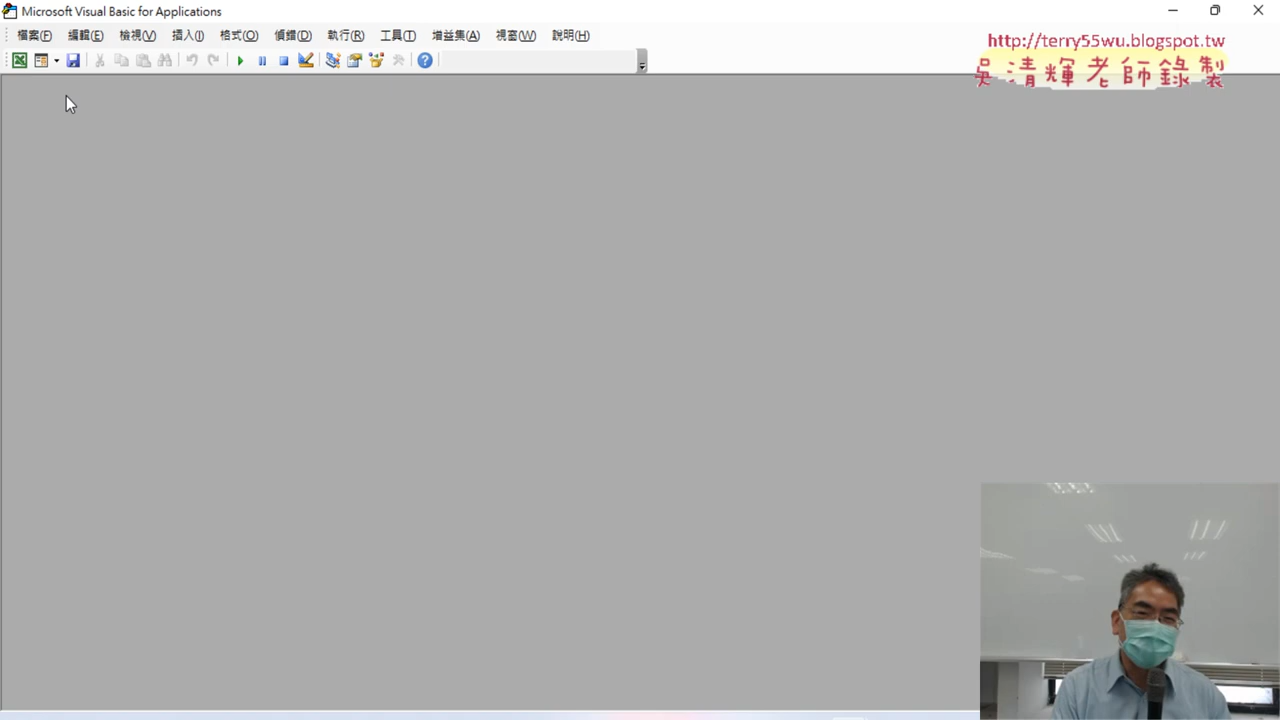 Microsoft Visual Basic for Applications
檔案(F) 編輯(E) 檢視(V) 插入(I) 格式(O) 偵錯(D) 執行(R) 工具(T) 增益集(A) 視窗(W) 說明(H)
http://terry55wu.blogspot.tw
吳清輝老師錄製